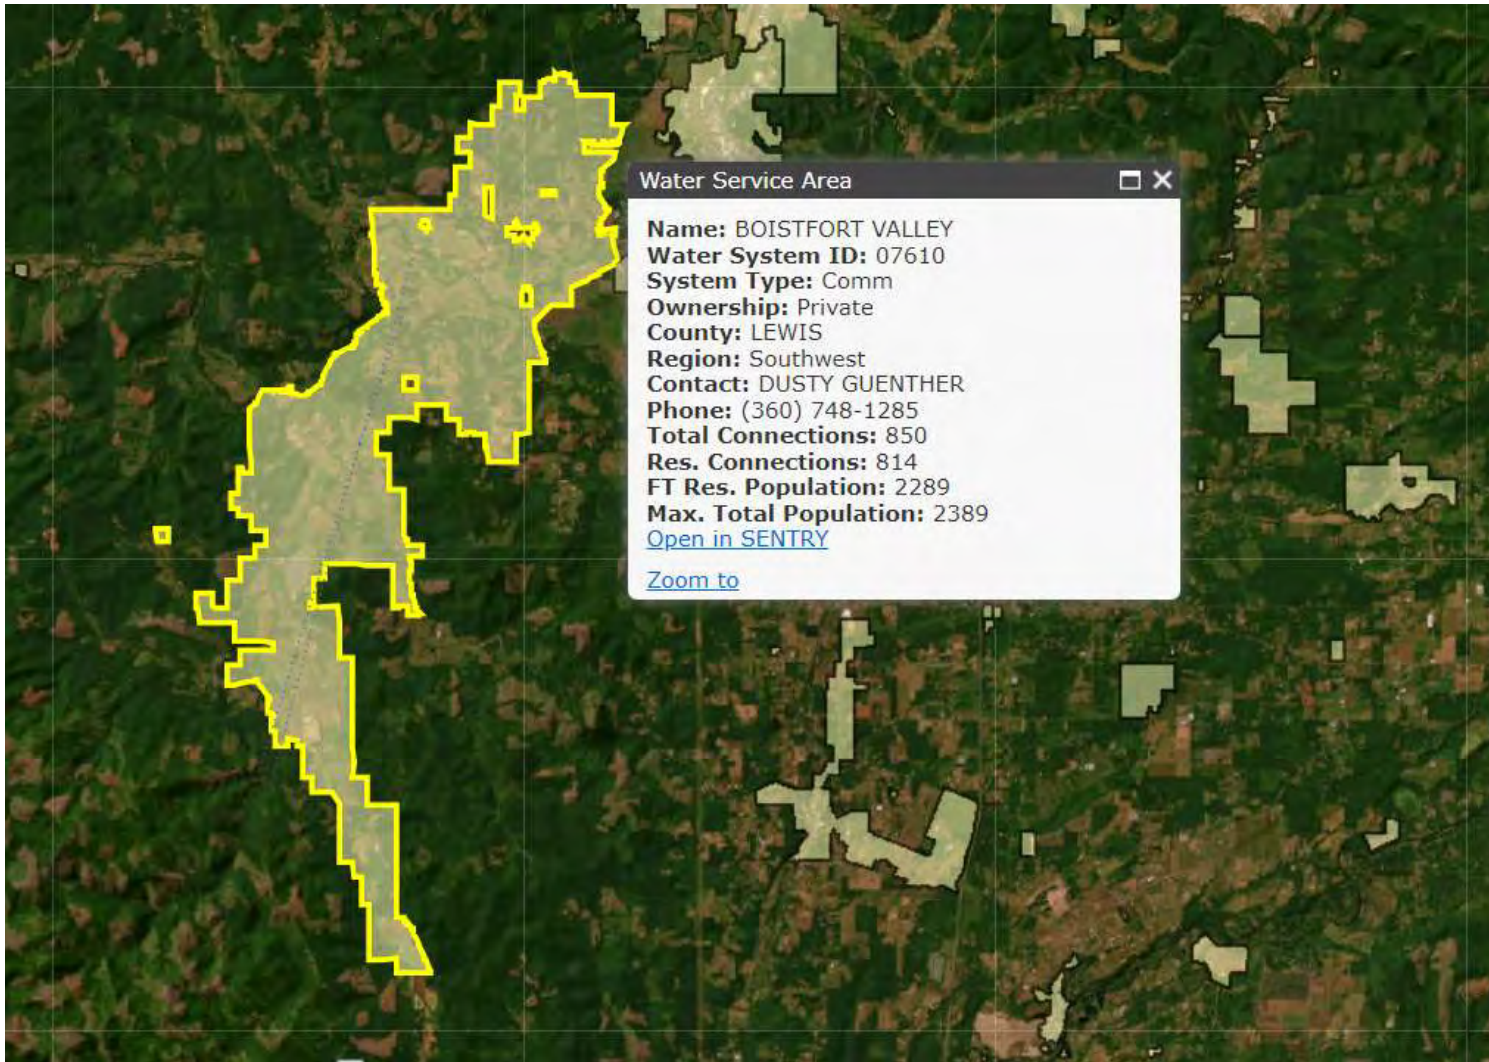 Water Service Area
Name: BOISTFORT VALLEY
Water System ID: 07610
System Type: Comm
Ownership: Private
County: LEWIS
Region: Southwest
Contact: DUSTY GUENTHER
Phone: (360) 748-1285
Total Connections: 850
Res. Connections: 814
FT Res. Population: 2289
Max. Total Population: 2389
Open in SENTRY
Zoom to